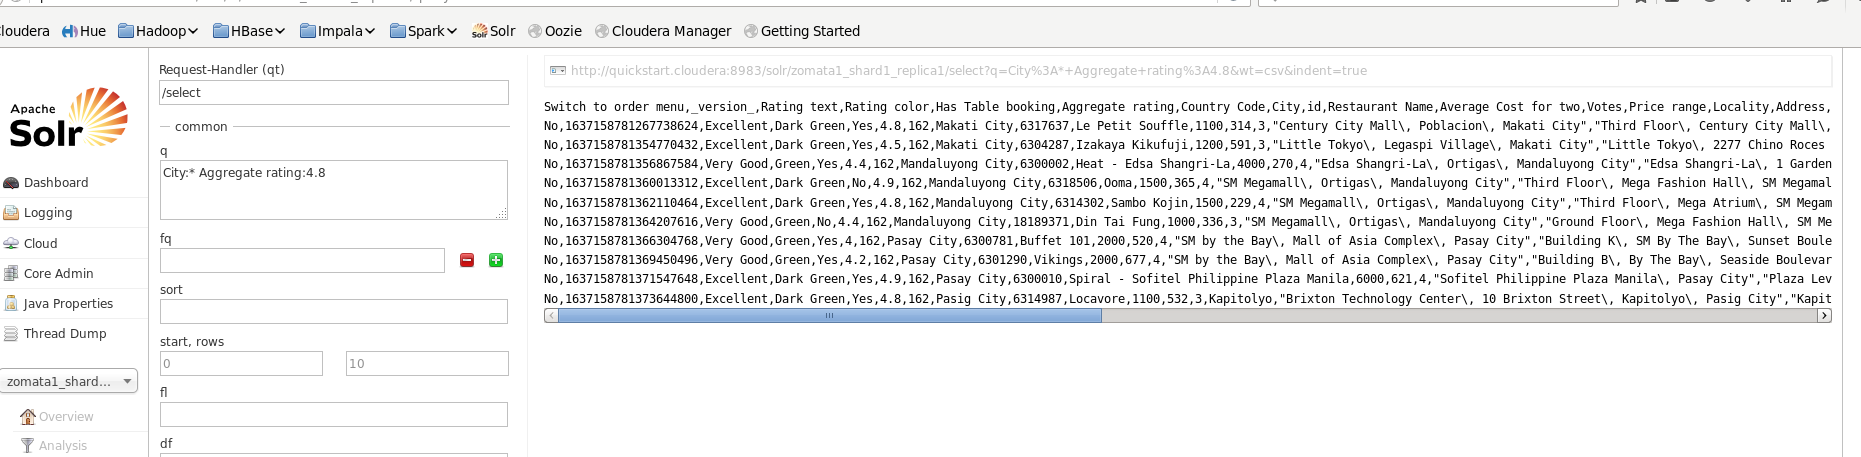 Cloudera Hue Hadoop HBase Impala Spark Solr Oozie Cloudera Manager Getting Started
Apache
Solr
Dashboard
Logging
Cloud
Core Admin
Java Properties
Thread Dump
zomata1_shard...
Overview
Analysis
Request-Handler (qt)
/select
common
q
City:* Aggregate rating:4.8
fq
sort
start, rows
0 10
fl
df
http://quickstart.cloudera:8983/solr/zomata1_shard1_replica1/select?q=City%3A*+Aggregate+rating%3A4.8&wt=csv&indent=true
Switch to order menu,_version_,Rating text,Rating color,Has Table booking,Aggregate rating,Country Code,City,id,Restaurant Name,Average Cost for two,Votes,Price range,Locality,Address,
No,1637158781267738624,Excellent,Dark Green,Yes,4.8,162,Makati City,6317637,Le Petit Souffle,1100,314,3,"Century City Mall\, Poblacion\, Makati City","Third Floor\, Century City Mall\,
No,1637158781354770432,Excellent,Dark Green,Yes,4.5,162,Makati City,6304287,Izakaya Kikufuji,1200,591,3,"Little Tokyo\, Legaspi Village\, Makati City","Little Tokyo\, 2277 Chino Roces
No,1637158781356867584,Very Good,Green,Yes,4.4,162,Mandaluyong City,6300002,Heat - Edsa Shangri-La,4000,270,4,"Edsa Shangri-La\, Ortigas\, Mandaluyong City","Edsa Shangri-La\, 1 Garden
No,1637158781360013312,Excellent,Dark Green,No,4.9,162,Mandaluyong City,6318506,Ooma,1500,365,4,"SM Megamall\, Ortigas\, Mandaluyong City","Third Floor\, Mega Fashion Hall\, SM Megamal
No,1637158781362110464,Excellent,Dark Green,Yes,4.8,162,Mandaluyong City,6314302,Sambo Kojin,1500,229,4,"SM Megamall\, Ortigas\, Mandaluyong City","Third Floor\, Mega Atrium\, SM Megam
No,1637158781364207616,Very Good,Green,No,4.4,162,Mandaluyong City,18189371,Din Tai Fung,1000,336,3,"SM Megamall\, Ortigas\, Mandaluyong City","Ground Floor\, Mega Fashion Hall\, SM Me
No,1637158781366304768,Very Good,Green,Yes,4,162,Pasay City,6300781,Buffet 101,2000,520,4,"SM by the Bay\, Mall of Asia Complex\, Pasay City","Building K\, SM By The Bay\, Sunset Boule
No,1637158781369450496,Very Good,Green,Yes,4.2,162,Pasay City,6301290,Vikings,2000,677,4,"SM by the Bay\, Mall of Asia Complex\, Pasay City","Building B\, By The Bay\, Seaside Boulevar
No,1637158781371547648,Excellent,Dark Green,Yes,4.9,162,Pasay City,6300010,Spiral - Sofitel Philippine Plaza Manila,6000,621,4,"Sofitel Philippine Plaza Manila\, Pasay City","Plaza Lev
No,1637158781373644800,Excellent,Dark Green,Yes,4.8,162,Pasig City,6314987,Locavore,1100,532,3,Kapitolyo,"Brixton Technology Center\, 10 Brixton Street\, Kapitolyo\, Pasig City","Kapit